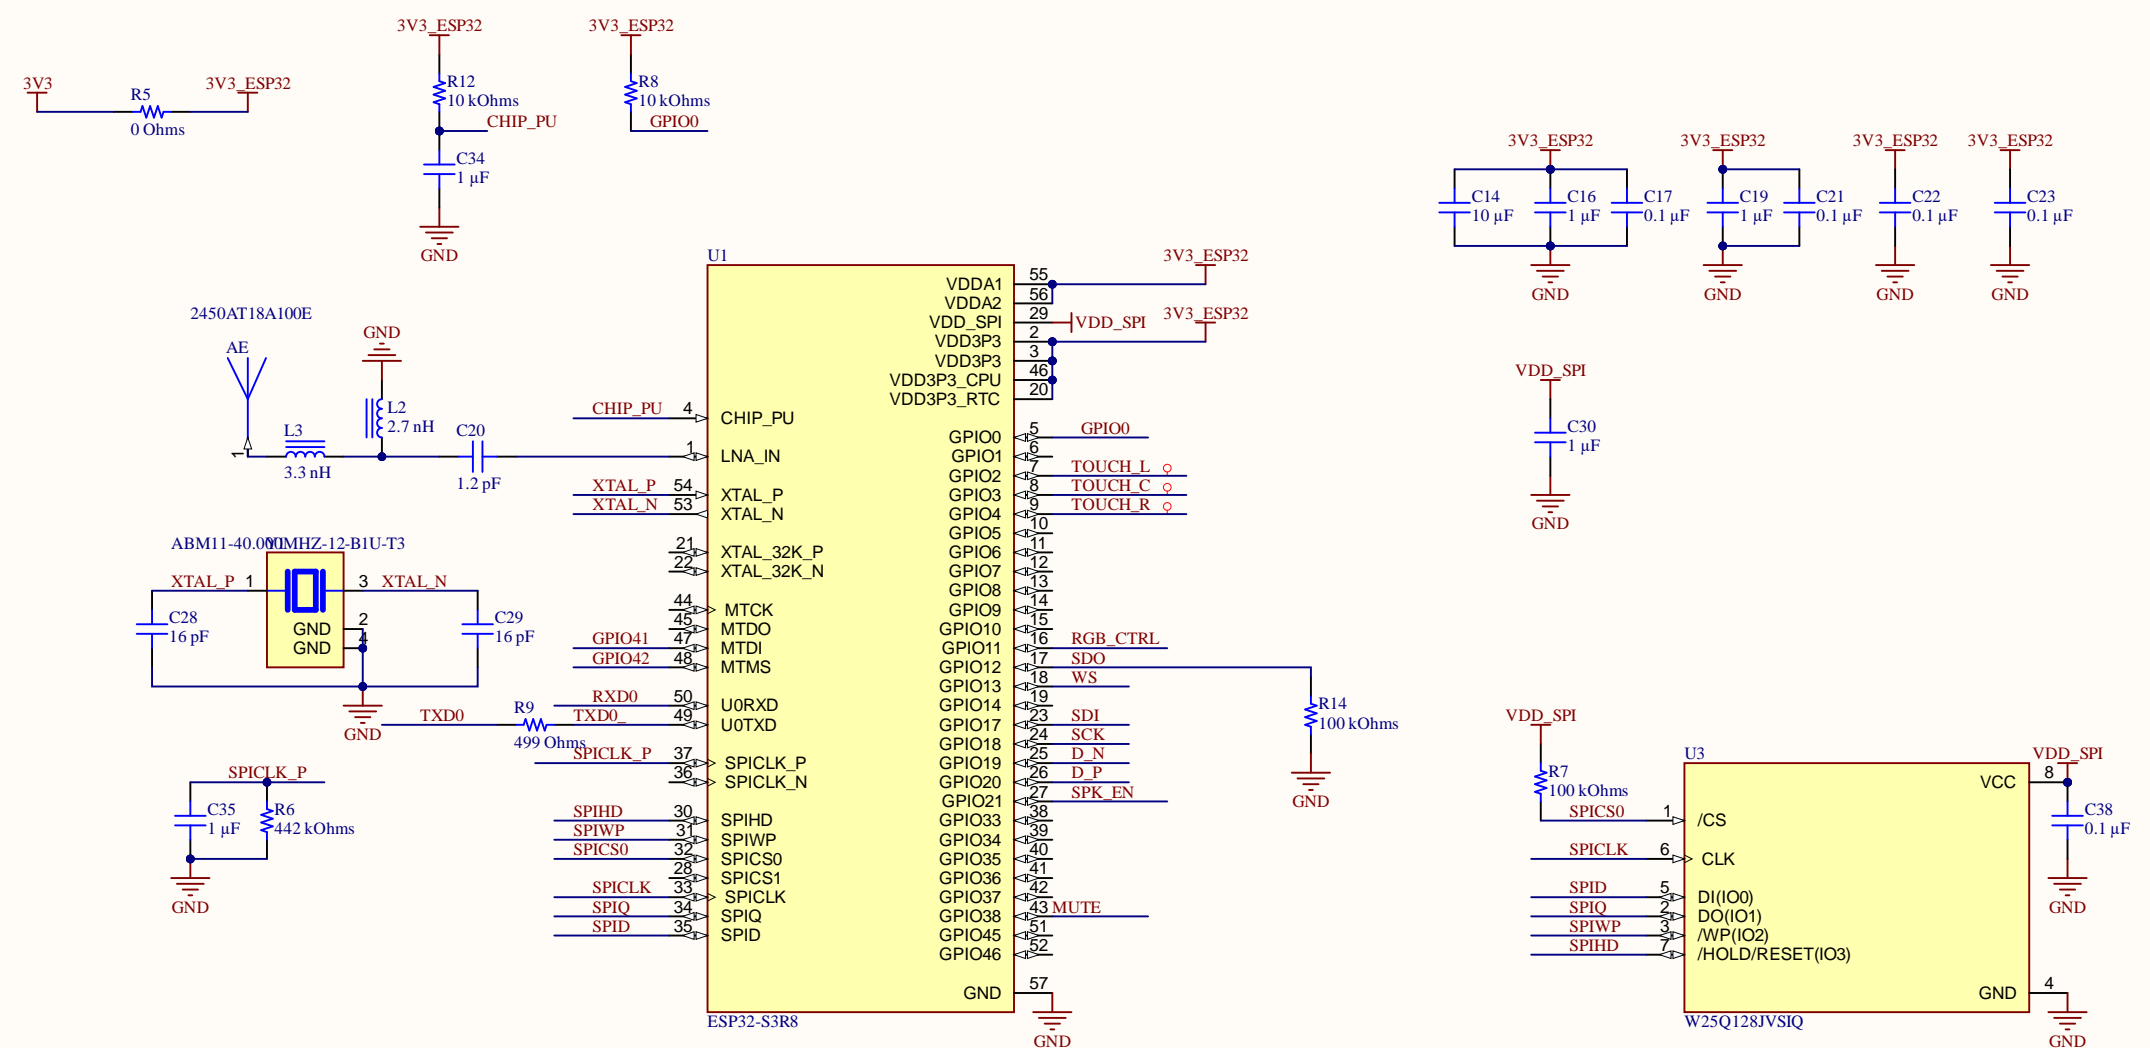 3V3_ESP32
3V3_ESP32
3V3
3V3_ESP32
R5
0 Ohms
R12
10 kOhms
CHIP_PU
C34
1 µF
GND
R8
10 kOhms
GPIO0
3V3_ESP32
3V3_ESP32
3V3_ESP32
3V3_ESP32
C14
10 µF
C16
1 µF
C17
0.1 µF
C19
1 µF
C21
0.1 µF
C22
0.1 µF
C23
0.1 µF
GND
GND
GND
GND
2450AT18A100E
AE
1
GND
L3
3.3 nH
L2
2.7 nH
C20
1.2 pF
ABM11-40.000MHZ-12-B1U-T3
XTAL_P
1
3
XTAL_N
2
GND
4
GND
C28
16 pF
C29
16 pF
GND
TXD0
R9
499 Ohms
TXD0_
SPICLK_P
C35
1 µF
R6
442 kOhms
GND
U1
CHIP_PU 4 CHIP_PU
1 LNA_IN
XTAL_P 54 XTAL_P
XTAL_N 53 XTAL_N
21 XTAL_32K_P
22 XTAL_32K_N
44 MTCK
45 MTDO
GPIO41 47 MTDI
GPIO42 48 MTMS
RXD0 50 U0RXD
49 U0TXD
SPICLK_P 37 SPICLK_P
36 SPICLK_N
SPIHD 30 SPIHD
SPIWP 31 SPIWP
SPICS0 32 SPICS0
28 SPICS1
SPICLK 33 SPICLK
SPIQ 34 SPIQ
SPID 35 SPID
VDDA1 55 3V3_ESP32
VDDA2 56
VDD_SPI 29 VDD_SPI
VDD3P3 2 3V3_ESP32
VDD3P3 3
VDD3P3_CPU 46
VDD3P3_RTC 20
GPIO0 5 GPIO0
GPIO1 6
GPIO2 7 TOUCH_L
GPIO3 8 TOUCH_C
GPIO4 9 TOUCH_R
GPIO5 10
GPIO6 11
GPIO7 12
GPIO8 13
GPIO9 14
GPIO10 15
GPIO11 16 RGB_CTRL
GPIO12 17 SDO
GPIO13 18 WS
GPIO14 19
GPIO17 23 SDI
GPIO18 24 SCK
GPIO19 25 D_N
GPIO20 26 D_P
GPIO21 27 SPK_EN
GPIO33 38
GPIO34 39
GPIO35 40
GPIO36 41
GPIO37 42
GPIO38 43 MUTE
GPIO45 51
GPIO46 52
GND 57
GND
ESP32-S3R8
R14
100 kOhms
GND
VDD_SPI
C30
1 µF
GND
VDD_SPI
R7
100 kOhms
U3
SPICS0 1 /CS
SPICLK 6 CLK
SPID 5 DI(IO0)
SPIQ 2 DO(IO1)
SPIWP 3 /WP(IO2)
SPIHD 7 /HOLD/RESET(IO3)
VCC 8
VDD_SPI
C38
0.1 µF
GND
GND 4
GND
W25Q128JVSIQ